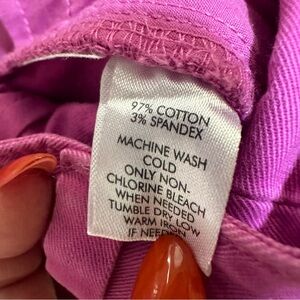 97% COTTON
3% SPANDEX
MACHINE WASH
COLD
ONLY NON-
CHLORINE BLEACH
WHEN NEEDED
TUMBLE DRY LOW
WARM IRON
IF NEEDED